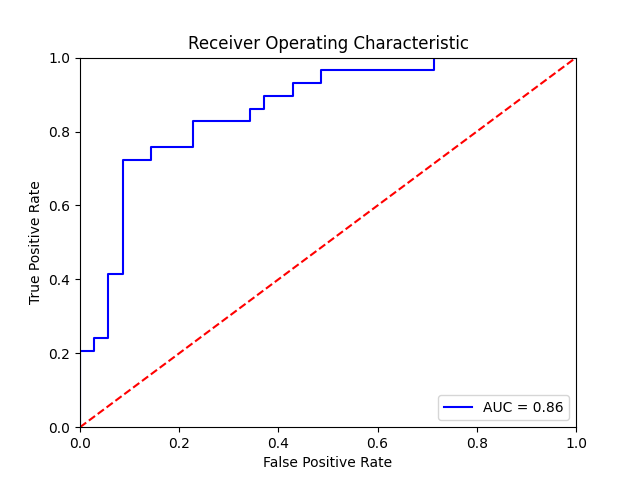 Receiver Operating Characteristic
True Positive Rate
1.0
0.8
0.6
0.4
0.2
0.0
AUC = 0.86
0.0 0.2 0.4 0.6 0.8 1.0
False Positive Rate